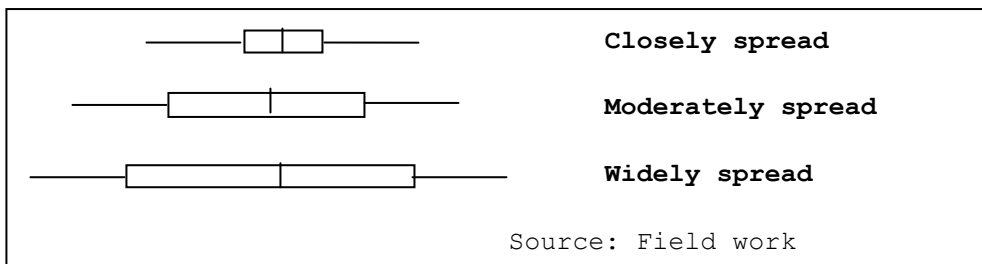 Closely spread
Moderately spread
Widely spread
Source: Field work